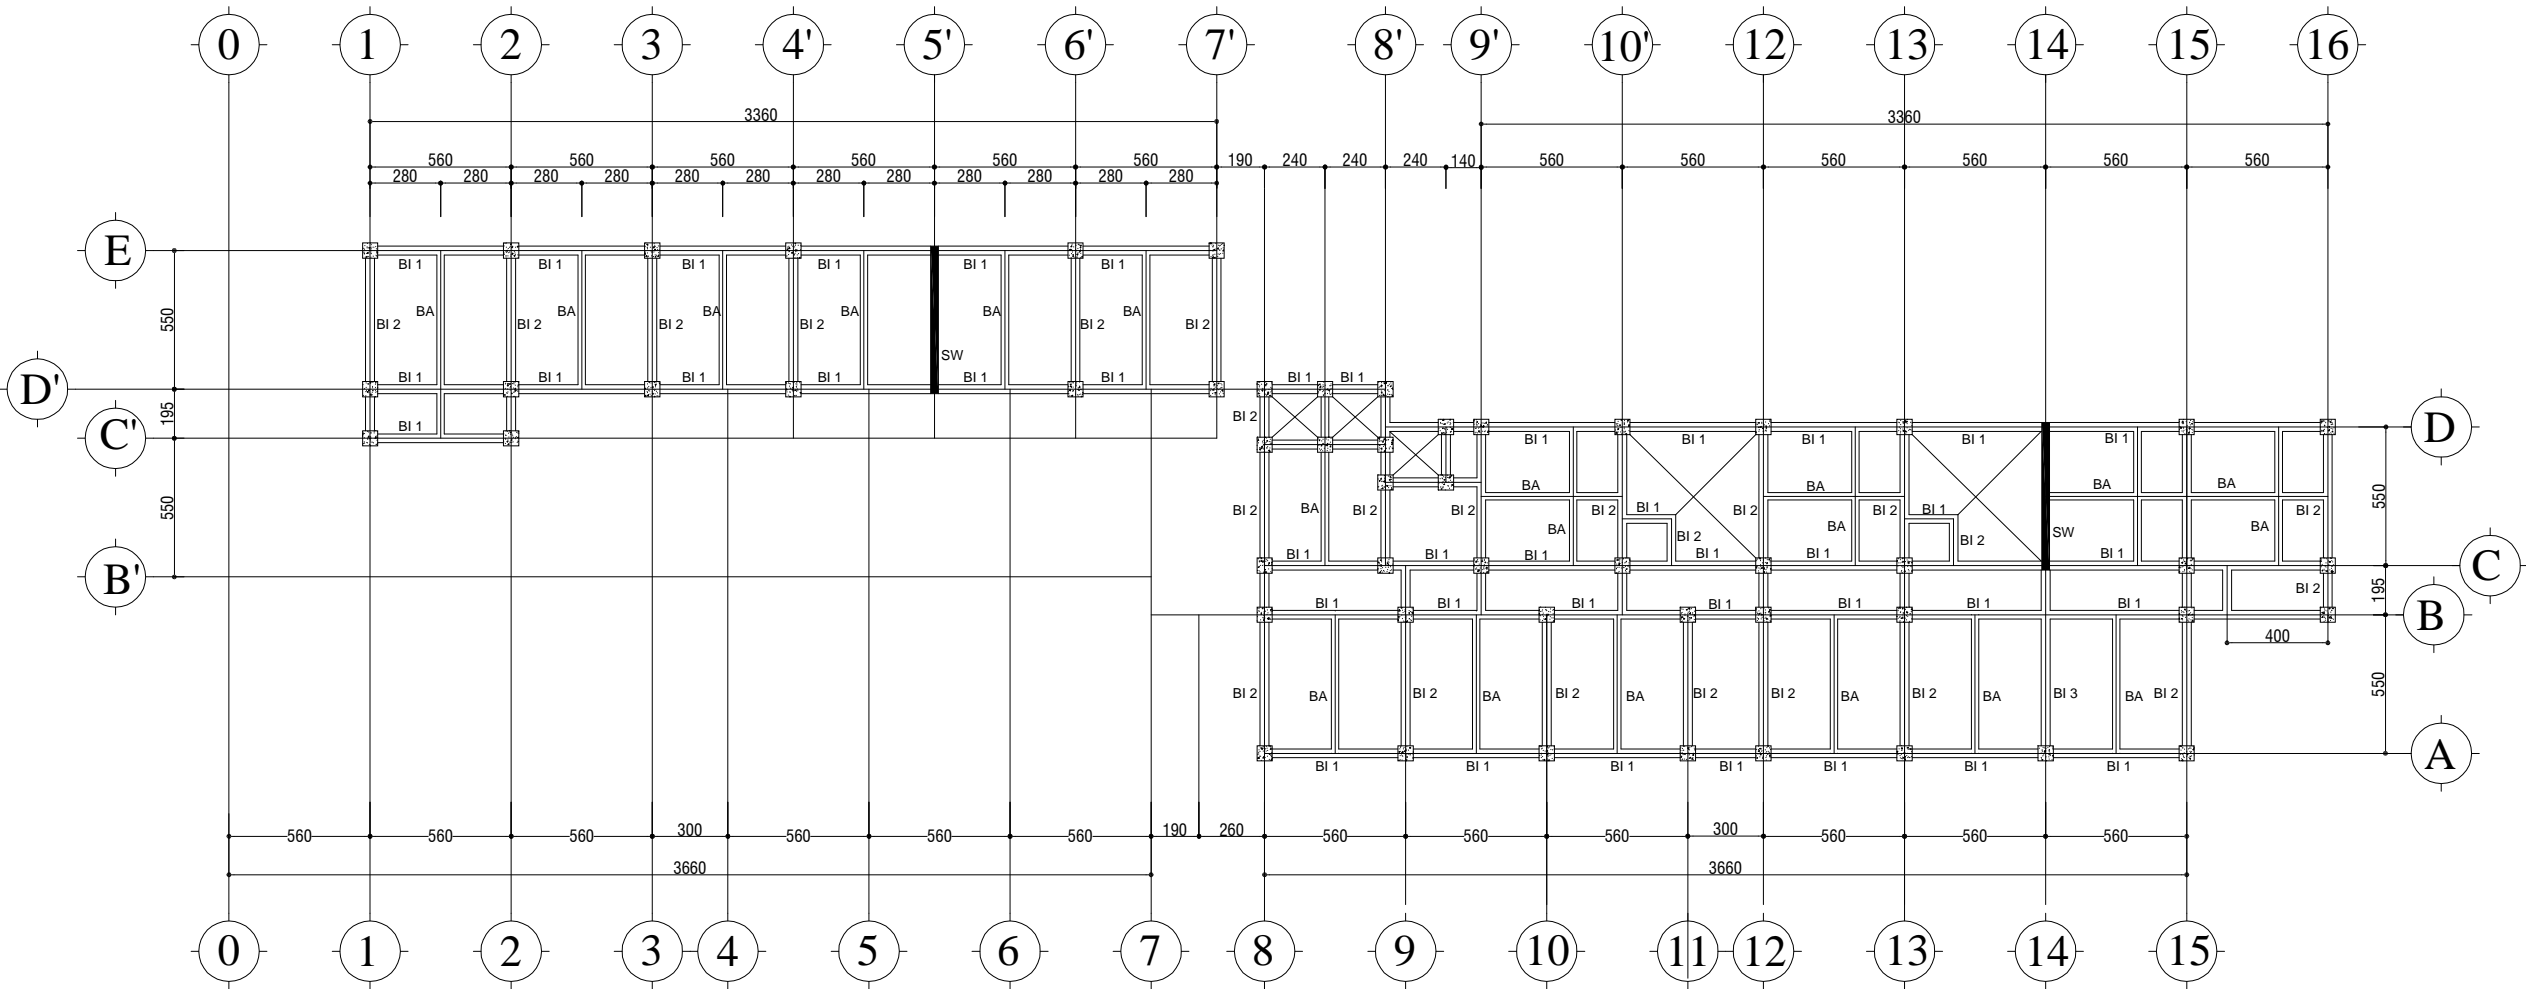 0 1 2 3 4' 5' 6' 7' 8' 9' 10' 12 13 14 15 16
3360 3360
560 560 560 560 560 560 190 240 240 240 140 560 560 560 560 560 560
280 280 280 280 280 280 280 280 280 280 280 280
E
BI 1 BI 1 BI 1 BI 1 BI 1 BI 1
BA BA BA BA BA BA
550
BI 2 BI 2 BI 2 BI 2 BI 2 BI 2
SW
BI 1 BI 1 BI 1 BI 1 BI 1 BI 1 BI 1 BI 1
D'
195
BI 2
BI 1
D
C'
BI 1 BI 1 BI 1 BI 1 BI 1
BA BA BA BA
550 550
BI 2 BA BI 2 BI 2 BI 2 BI 1 BI 2 BI 2 BI 1 BI 2
BA BI 2 BA BI 2 SW BA
BI 1 BI 1 BI 1 BI 1 BI 1 BI 1
C
B'
195
BI 2
BI 1 BI 1 BI 1 BI 1 BI 1 BI 1 BI 1
B
400
550
BI 2 BA BI 2 BA BI 2 BA BI 2 BI 2 BA BI 2 BA BI 3 BA BI 2
A
BI 1 BI 1 BI 1 BI 1 BI 1 BI 1 BI 1
560 560 560 300 560 560 560 190 260 560 560 560 300 560 560 560
3660 3660
0 1 2 3 4 5 6 7 8 9 10 11 12 13 14 15